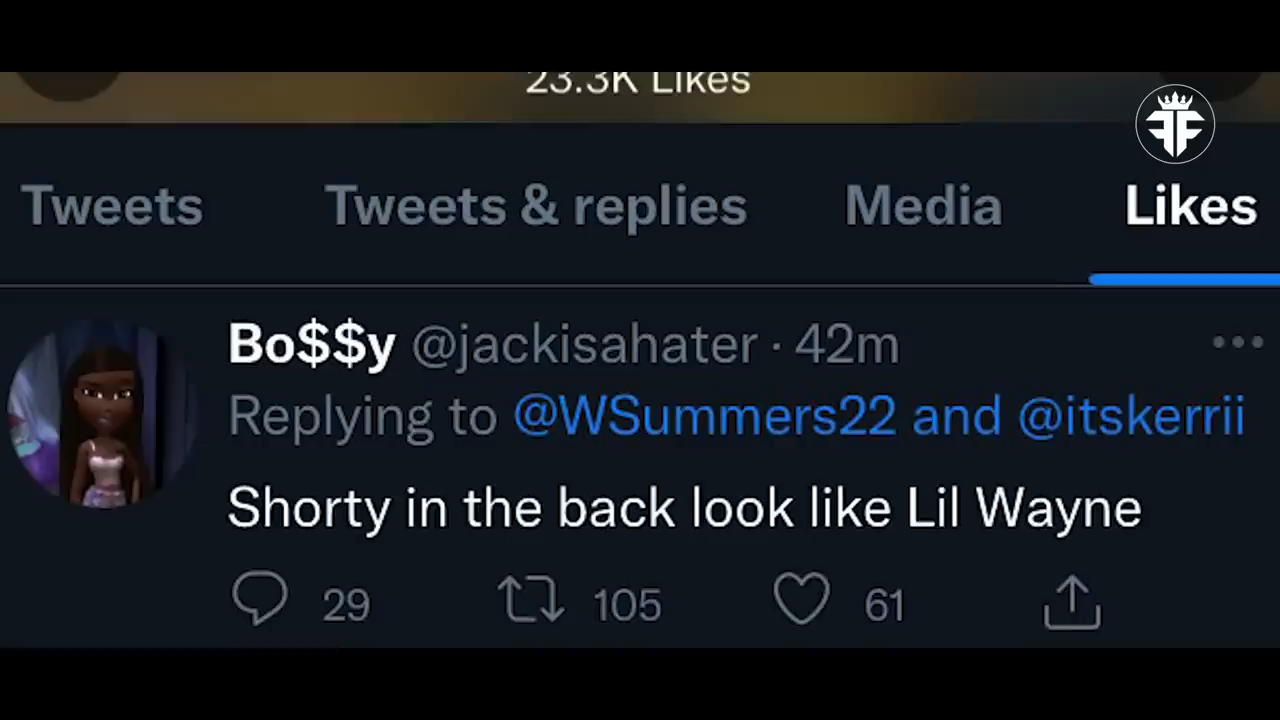 23.3K Likes
Tweets Tweets & replies Media Likes
Bo$$y @jackisahater · 42m
Replying to @WSummers22 and @itskerrii
Shorty in the back look like Lil Wayne
29 105 61